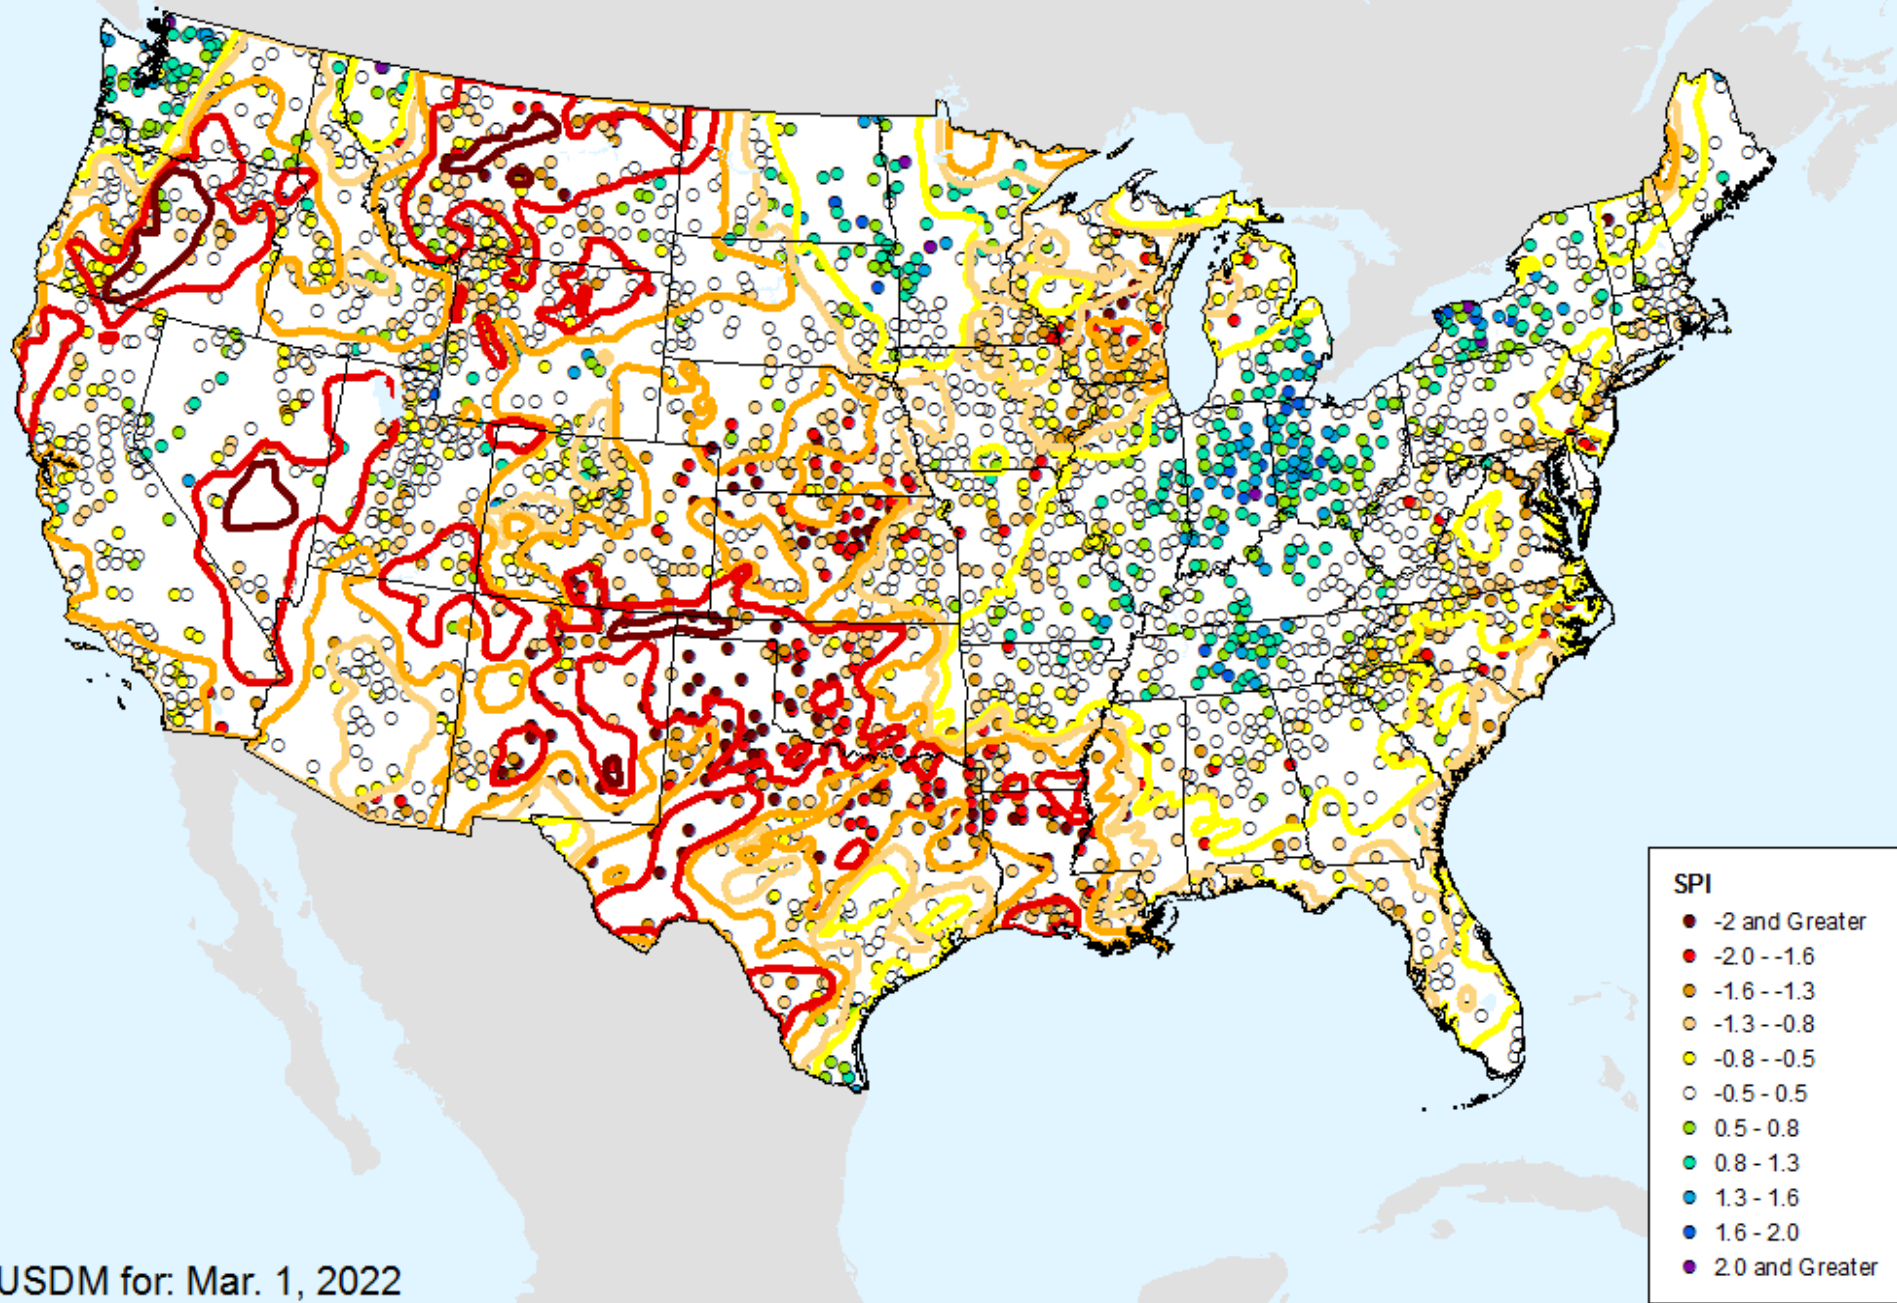 SPI
-2 and Greater
-2.0 - -1.6
-1.6 - -1.3
-1.3 - -0.8
-0.8 - -0.5
-0.5 - 0.5
0.5 - 0.8
0.8 - 1.3
1.3 - 1.6
1.6 - 2.0
2.0 and Greater
USDM for: Mar. 1, 2022